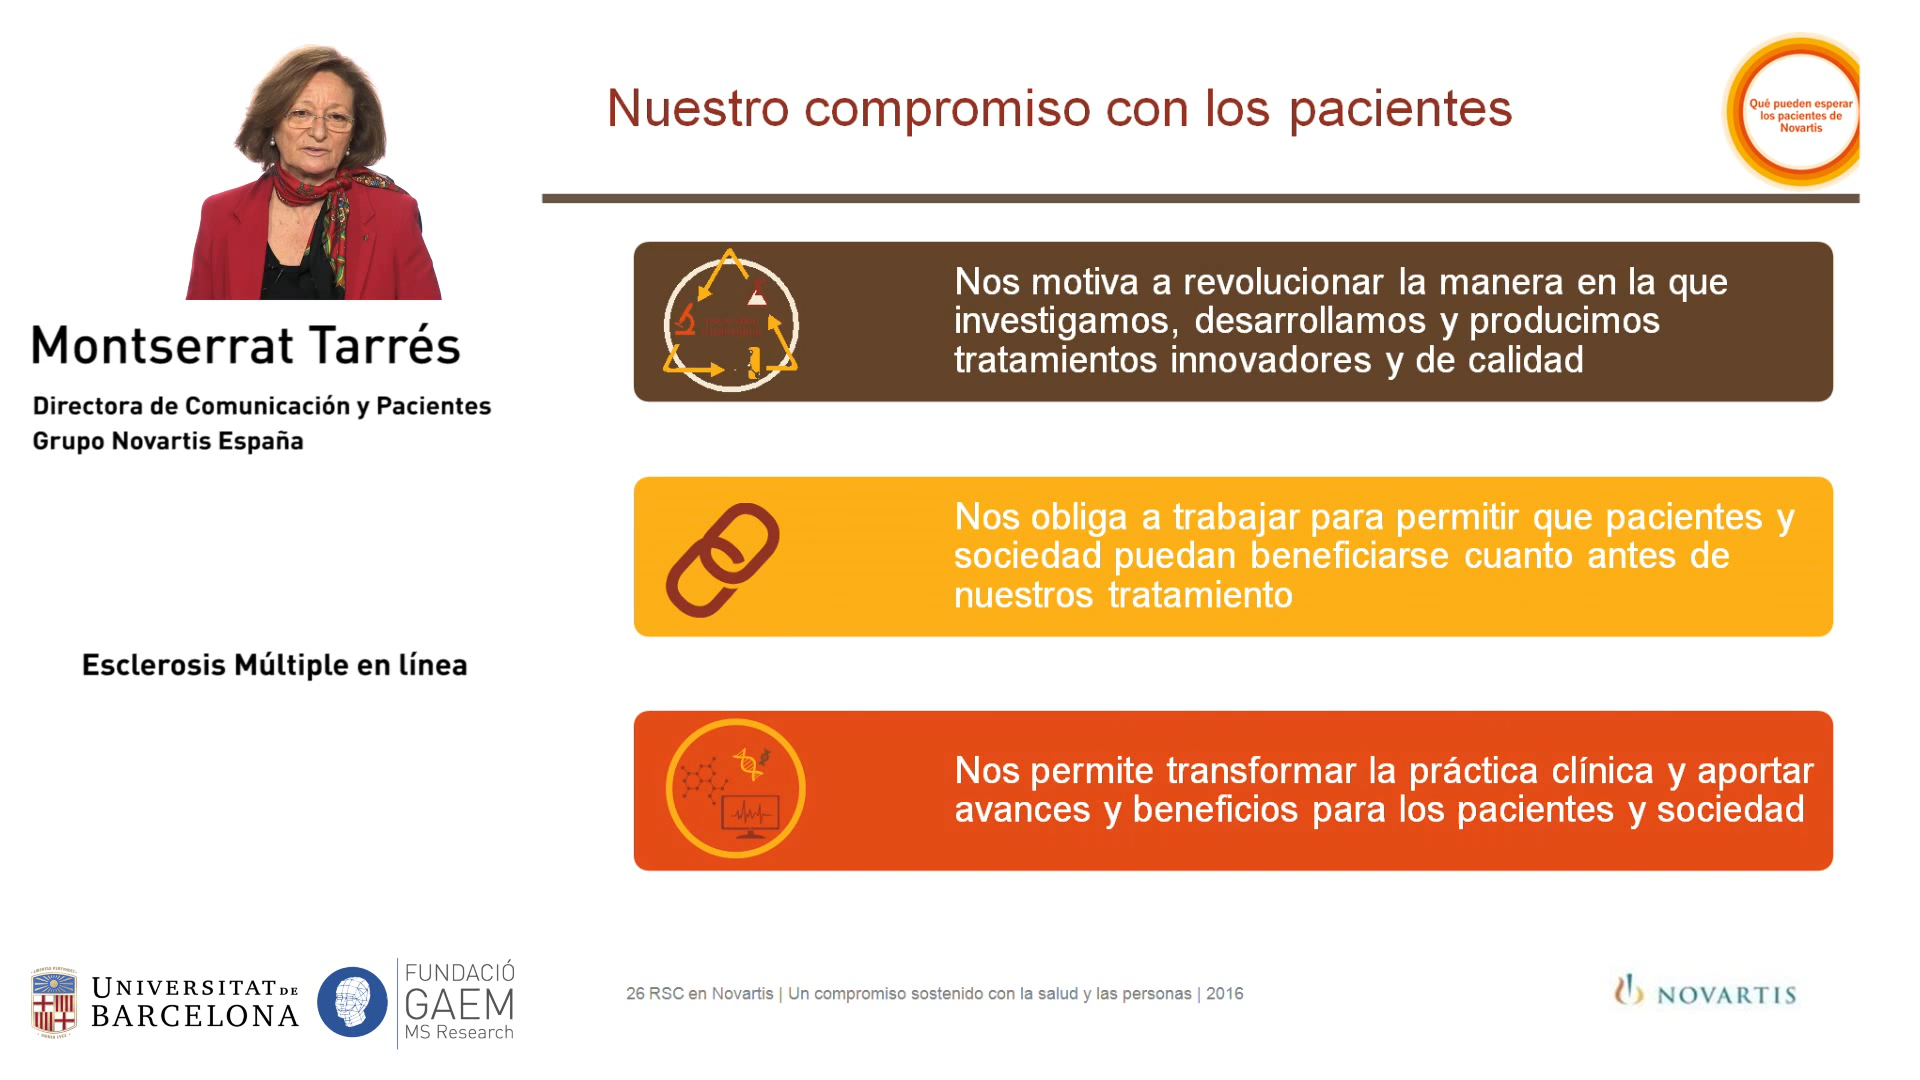 Nuestro compromiso con los pacientes
Qué pueden esperar
los pacientes de
Novartis
Nos motiva a revolucionar la manera en la que
investigamos, desarrollamos y producimos
tratamientos innovadores y de calidad
Montserrat Tarrés
Directora de Comunicación y Pacientes
Grupo Novartis España
Nos obliga a trabajar para permitir que pacientes y
sociedad puedan beneficiarse cuanto antes de
nuestros tratamiento
Esclerosis Múltiple en línea
Nos permite transformar la práctica clínica y aportar
avances y beneficios para los pacientes y sociedad
UNIVERSITAT DE
BARCELONA
FUNDACIÓ
GAEM
MS Research
26 RSC en Novartis | Un compromiso sostenido con la salud y las personas | 2016
NOVARTIS